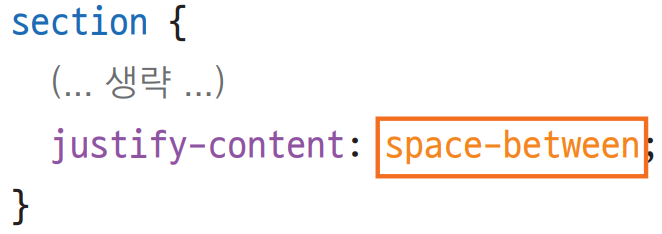 section {
(... 생략 ...)
justify-content: space-between;
}